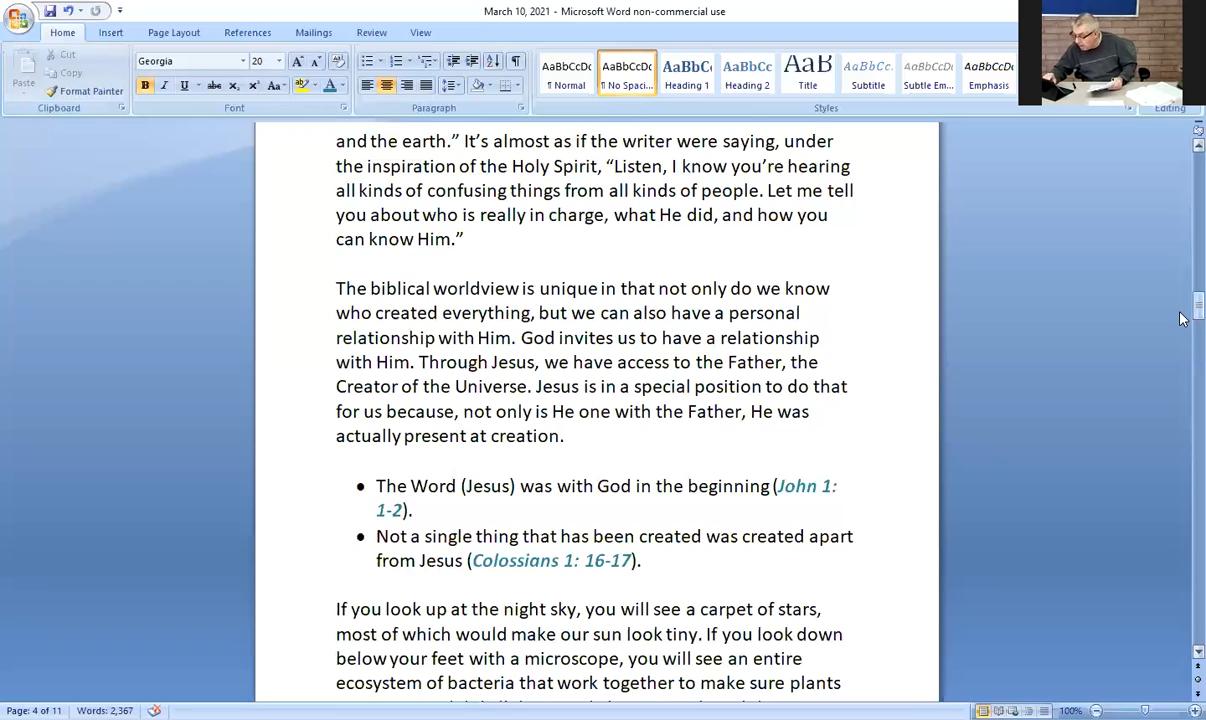 March 10, 2021 - Microsoft Word non-commercial use
Home Insert Page Layout References Mailings Review View
Paste
Cut
Copy
Format Painter
Clipboard
Georgia 20
Font
Paragraph
AaBbCcDc AaBbCcDc AaBbCc AaBbCc AaB AaBbCcDc AaBbCcDc AaBbCcDc
¶ Normal ¶ No Spaci... Heading 1 Heading 2 Title Subtitle Subtle Em... Emphasis
Styles
Editing
and the earth.” It’s almost as if the writer were saying, under
the inspiration of the Holy Spirit, “Listen, I know you’re hearing
all kinds of confusing things from all kinds of people. Let me tell
you about who is really in charge, what He did, and how you
can know Him.”
The biblical worldview is unique in that not only do we know
who created everything, but we can also have a personal
relationship with Him. God invites us to have a relationship
with Him. Through Jesus, we have access to the Father, the
Creator of the Universe. Jesus is in a special position to do that
for us because, not only is He one with the Father, He was
actually present at creation.
• The Word (Jesus) was with God in the beginning (John 1:
1-2).
• Not a single thing that has been created was created apart
from Jesus (Colossians 1: 16-17).
If you look up at the night sky, you will see a carpet of stars,
most of which would make our sun look tiny. If you look down
below your feet with a microscope, you will see an entire
ecosystem of bacteria that work together to make sure plants
Page: 4 of 11 Words: 2,367 100%